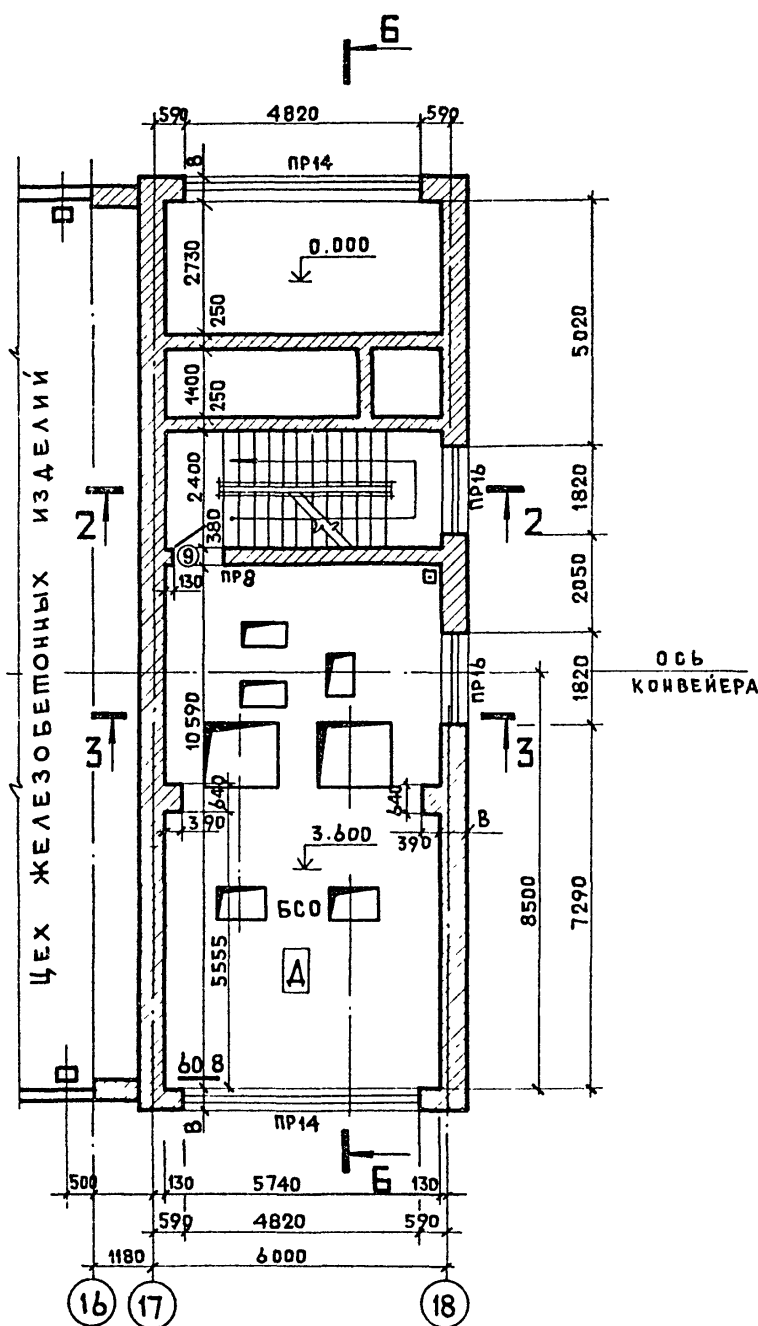 Б
590 4820 590
В
ПР14
0.000
2730
250
5020
1400
250
2400
380
ПР16
1820
2 2
9
130
ПР8
2050
ЦЕХ ЖЕЛЕЗОБЕТОННЫХ ИЗДЕЛИЙ
ПР16
1820
ОСЬ
КОНВЕЙЕРА
10590
3 3
640 640
390 390
В
3.600
БСО
Д
5555
8500
7290
60 8
В
ПР14
Б
500 130 5740 130
590 4820 590
1180 6000
16 17 18